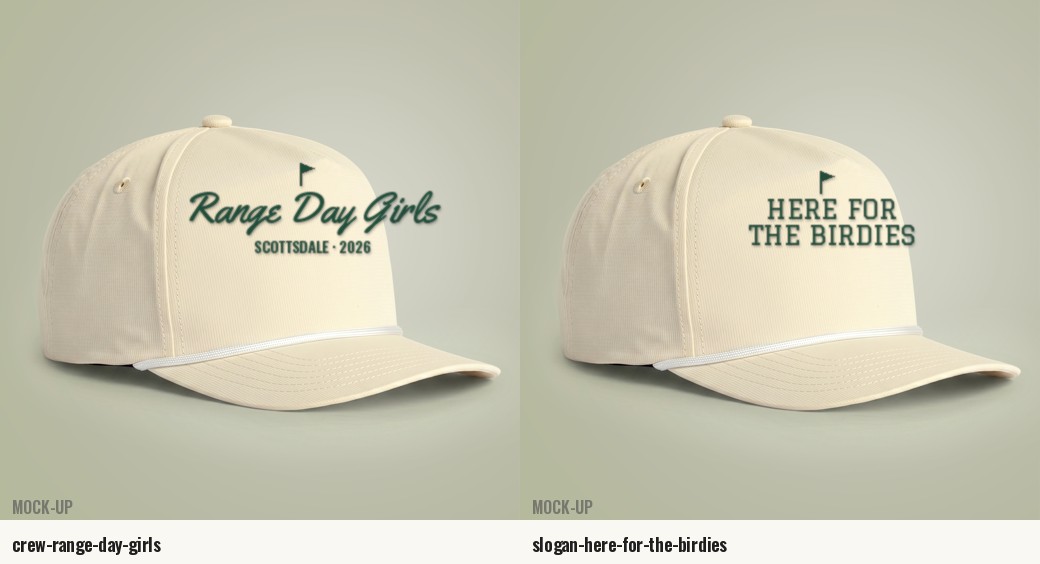 Range Day Girls
SCOTTSDALE · 2026
MOCK-UP
crew-range-day-girls
HERE FOR
THE BIRDIES
MOCK-UP
slogan-here-for-the-birdies